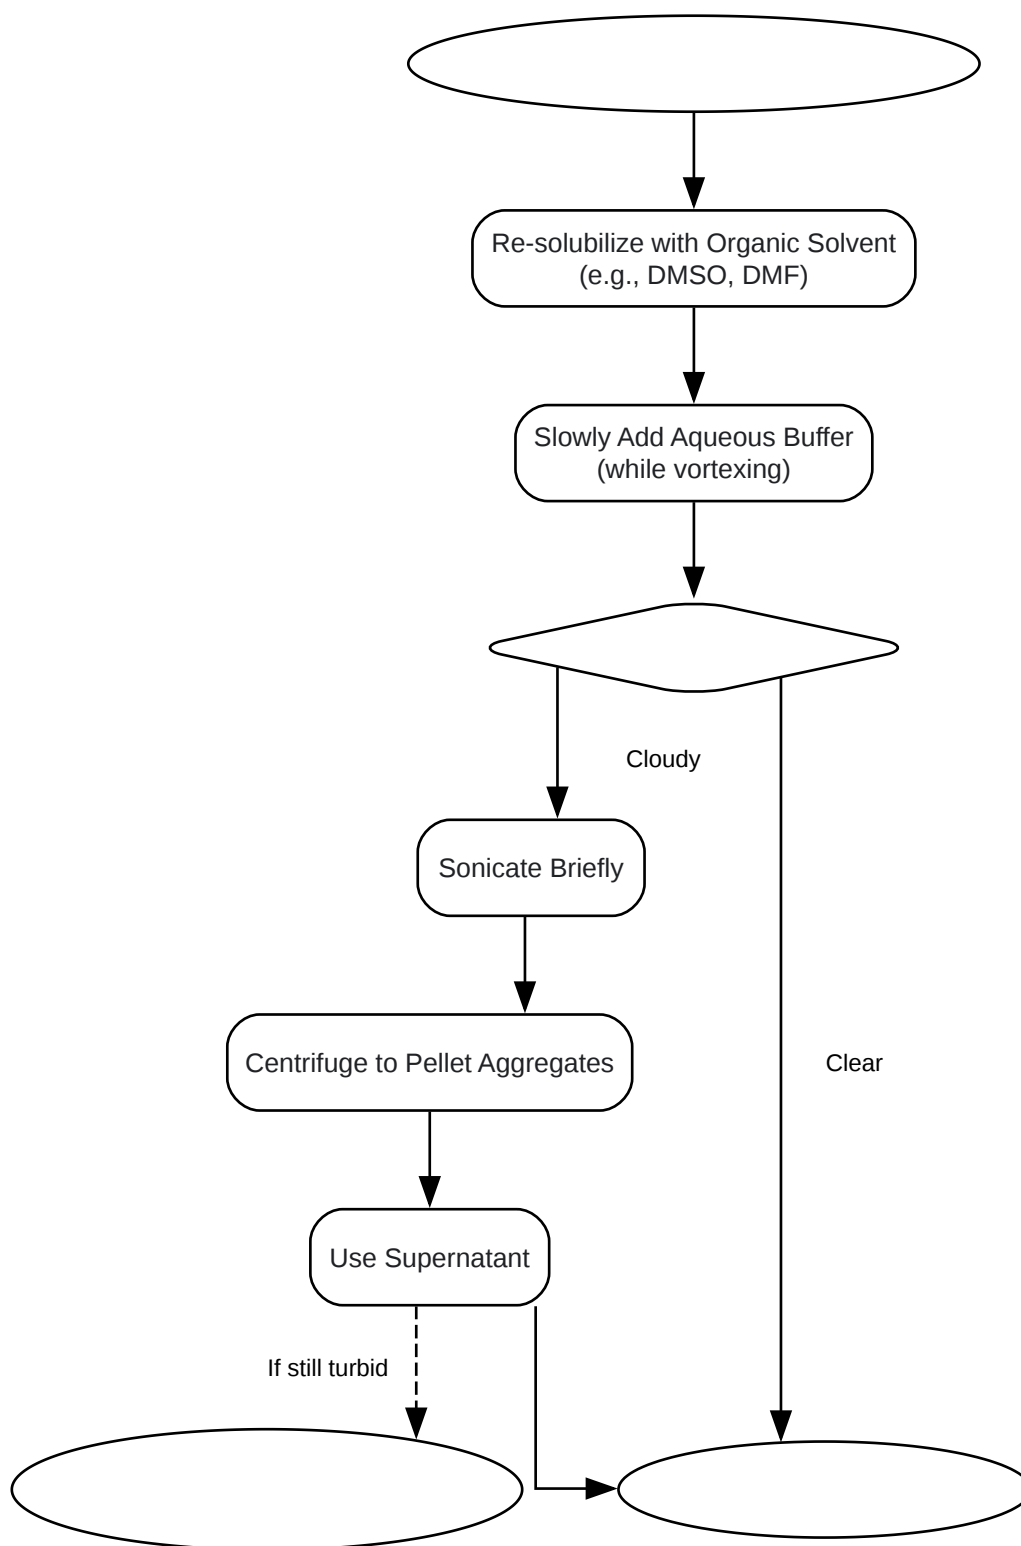 Re-solubilize with Organic Solvent
(e.g., DMSO, DMF)
Slowly Add Aqueous Buffer
(while vortexing)
Cloudy
Sonicate Briefly
Centrifuge to Pellet Aggregates
Clear
Use Supernatant
If still turbid